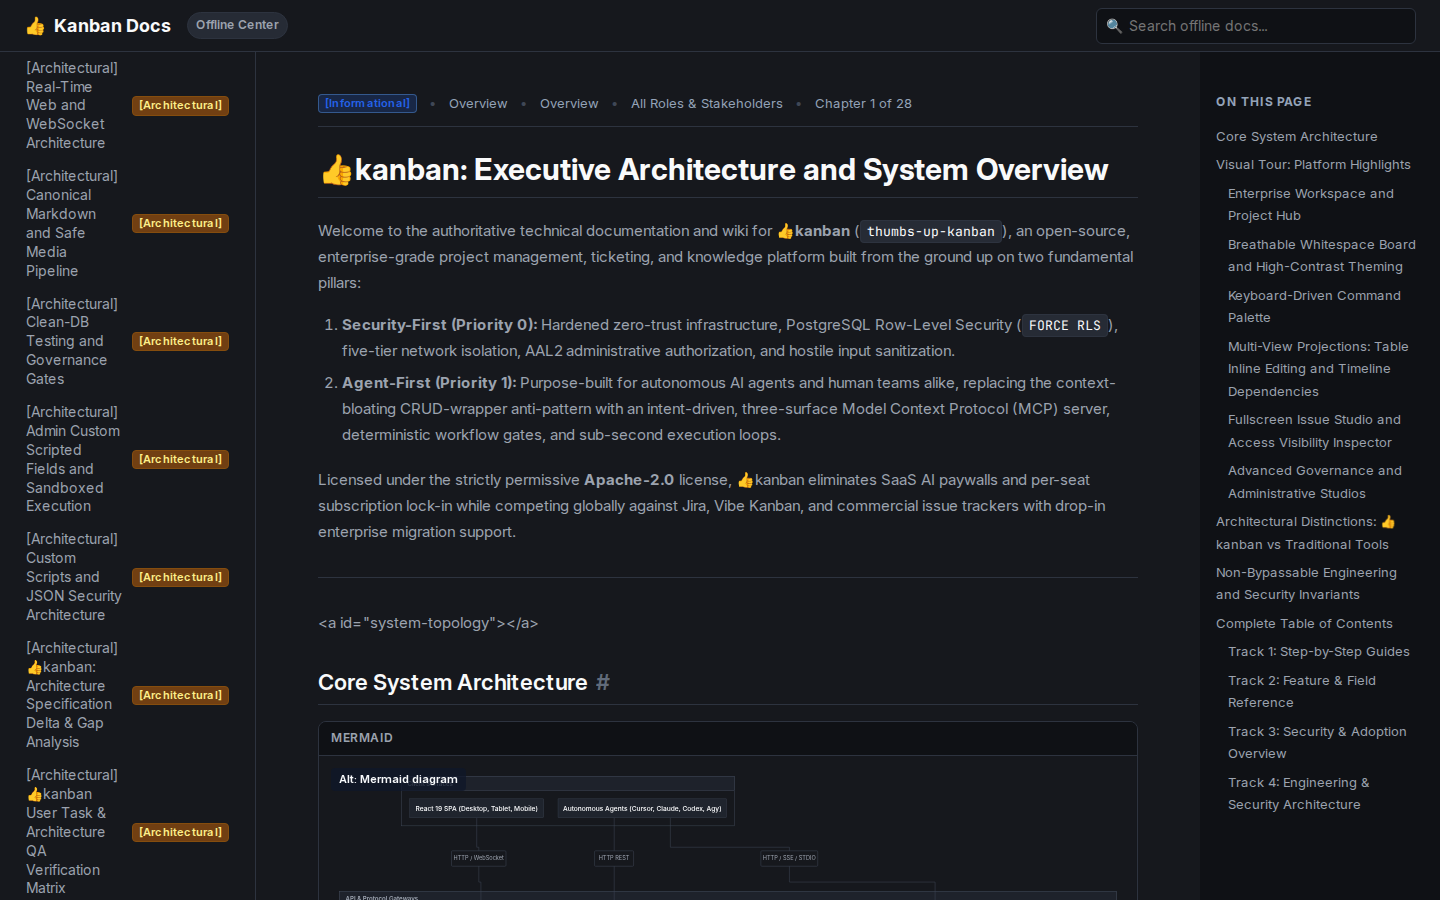 👍 Kanban Docs
Offline Center
🔍 Search offline docs...
[Architectural]
Real-Time
Web and
WebSocket
Architecture
[Architectural]
[Architectural]
Canonical
Markdown
and Safe
Media
Pipeline
[Architectural]
[Architectural]
Clean-DB
Testing and
Governance
Gates
[Architectural]
[Architectural]
Admin Custom
Scripted
Fields and
Sandboxed
Execution
[Architectural]
[Architectural]
Custom
Scripts and
JSON Security
Architecture
[Architectural]
[Architectural]
👍kanban:
Architecture
Specification
Delta & Gap
Analysis
[Architectural]
[Architectural]
👍kanban
User Task &
Architecture
QA
Verification
Matrix
[Architectural]
[Informational] • Overview • Overview • All Roles & Stakeholders • Chapter 1 of 28
👍kanban: Executive Architecture and System Overview
Welcome to the authoritative technical documentation and wiki for 👍kanban (thumbs-up-kanban), an open-source,
enterprise-grade project management, ticketing, and knowledge platform built from the ground up on two fundamental
pillars:
1. Security-First (Priority 0): Hardened zero-trust infrastructure, PostgreSQL Row-Level Security (FORCE RLS),
five-tier network isolation, AAL2 administrative authorization, and hostile input sanitization.
2. Agent-First (Priority 1): Purpose-built for autonomous AI agents and human teams alike, replacing the context-
bloating CRUD-wrapper anti-pattern with an intent-driven, three-surface Model Context Protocol (MCP) server,
deterministic workflow gates, and sub-second execution loops.
Licensed under the strictly permissive Apache-2.0 license, 👍kanban eliminates SaaS AI paywalls and per-seat
subscription lock-in while competing globally against Jira, Vibe Kanban, and commercial issue trackers with drop-in
enterprise migration support.
<a id="system-topology"></a>
Core System Architecture #
MERMAID
Alt: Mermaid diagram
React 19 SPA (Desktop, Tablet, Mobile)
Autonomous Agents (Cursor, Claude, Codex, Agy)
HTTP / WebSocket
HTTP REST
HTTP / SSE / STDIO
API & Protocol Gateways
ON THIS PAGE
Core System Architecture
Visual Tour: Platform Highlights
Enterprise Workspace and
Project Hub
Breathable Whitespace Board
and High-Contrast Theming
Keyboard-Driven Command
Palette
Multi-View Projections: Table
Inline Editing and Timeline
Dependencies
Fullscreen Issue Studio and
Access Visibility Inspector
Advanced Governance and
Administrative Studios
Architectural Distinctions: 👍
kanban vs Traditional Tools
Non-Bypassable Engineering
and Security Invariants
Complete Table of Contents
Track 1: Step-by-Step Guides
Track 2: Feature & Field
Reference
Track 3: Security & Adoption
Overview
Track 4: Engineering &
Security Architecture